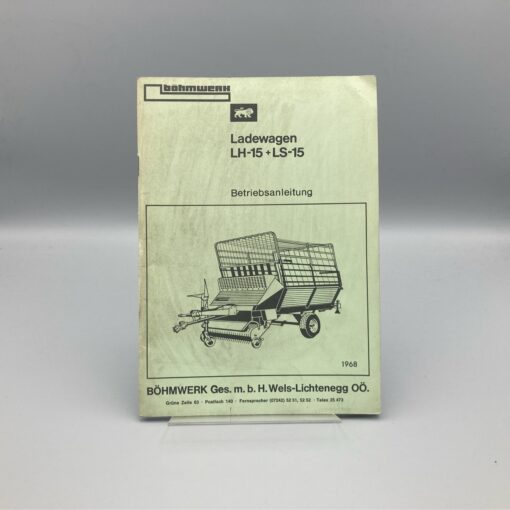 böhmwerk
Ladewagen
LH-15 + LS-15
Betriebsanleitung
1968
BÖHMWERK Ges. m. b. H. Wels-Lichtenegg OÖ.
Grüne Zeile 63 · Postfach 140 · Fernsprecher (07242) 52 51, 52 52 · Telex 25 473